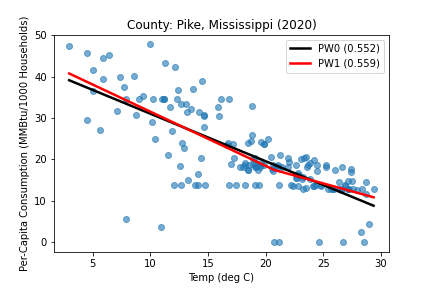 County: Pike, Mississippi (2020)
PW0 (0.552)
PW1 (0.559)
Per-Capita Consumption (MMBtu/1000 Households)
50
40
30
20
10
0
5 10 15 20 25 30
Temp (deg C)